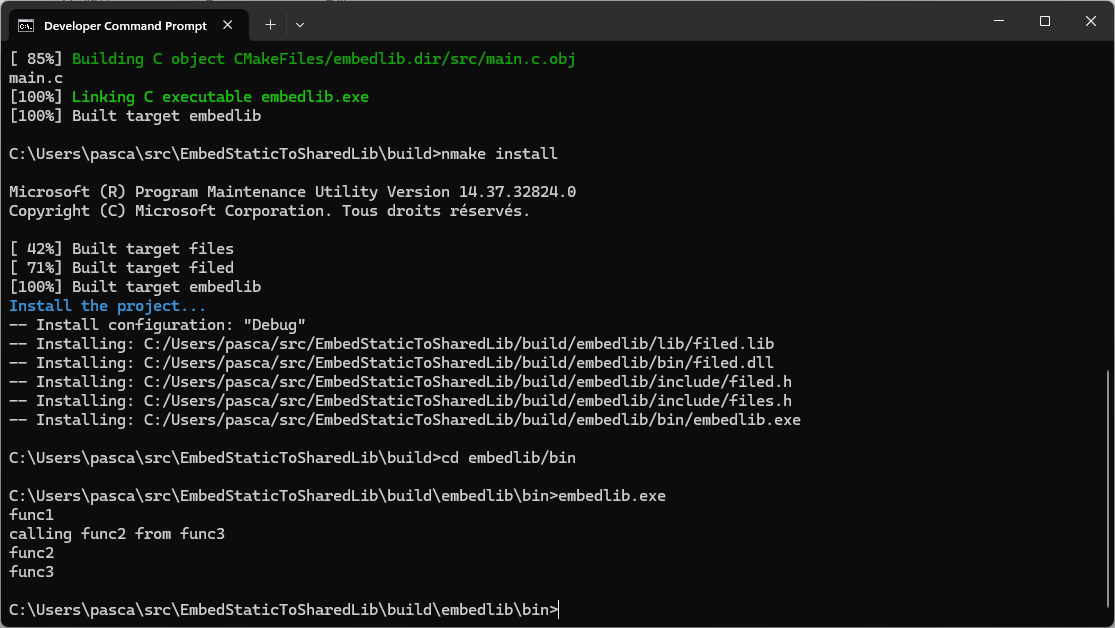 Developer Command Prompt
[ 85%] Building C object CMakeFiles/embedlib.dir/src/main.c.obj
main.c
[100%] Linking C executable embedlib.exe
[100%] Built target embedlib
C:\Users\pasca\src\EmbedStaticToSharedLib\build>nmake install
Microsoft (R) Program Maintenance Utility Version 14.37.32824.0
Copyright (C) Microsoft Corporation. Tous droits réservés.
[ 42%] Built target files
[ 71%] Built target filed
[100%] Built target embedlib
Install the project...
-- Install configuration: "Debug"
-- Installing: C:/Users/pasca/src/EmbedStaticToSharedLib/build/embedlib/lib/filed.lib
-- Installing: C:/Users/pasca/src/EmbedStaticToSharedLib/build/embedlib/bin/filed.dll
-- Installing: C:/Users/pasca/src/EmbedStaticToSharedLib/build/embedlib/include/filed.h
-- Installing: C:/Users/pasca/src/EmbedStaticToSharedLib/build/embedlib/include/files.h
-- Installing: C:/Users/pasca/src/EmbedStaticToSharedLib/build/embedlib/bin/embedlib.exe
C:\Users\pasca\src\EmbedStaticToSharedLib\build>cd embedlib/bin
C:\Users\pasca\src\EmbedStaticToSharedLib\build\embedlib\bin>embedlib.exe
func1
calling func2 from func3
func2
func3
C:\Users\pasca\src\EmbedStaticToSharedLib\build\embedlib\bin>